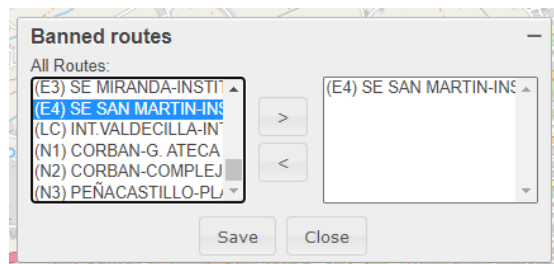 Banned routes
All Routes:
(E3) SE MIRANDA-INSTIT
(E4) SE SAN MARTIN-INS
(LC) INT.VALDECILLA-INT
(N1) CORBAN-G. ATECA
(N2) CORBAN-COMPLEJ
(N3) PEÑACASTILLO-PLA
>
<
(E4) SE SAN MARTIN-INS
Save
Close